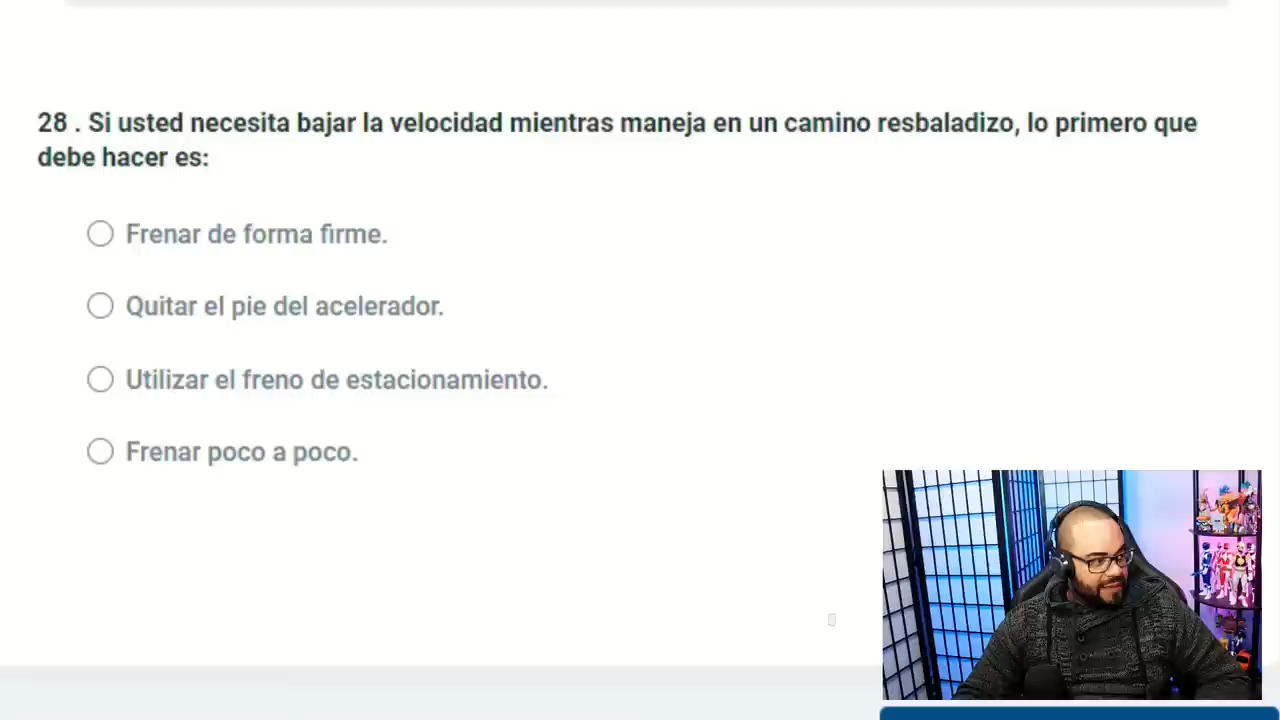 28 . Si usted necesita bajar la velocidad mientras maneja en un camino resbaladizo, lo primero que
debe hacer es:
Frenar de forma firme.
Quitar el pie del acelerador.
Utilizar el freno de estacionamiento.
Frenar poco a poco.